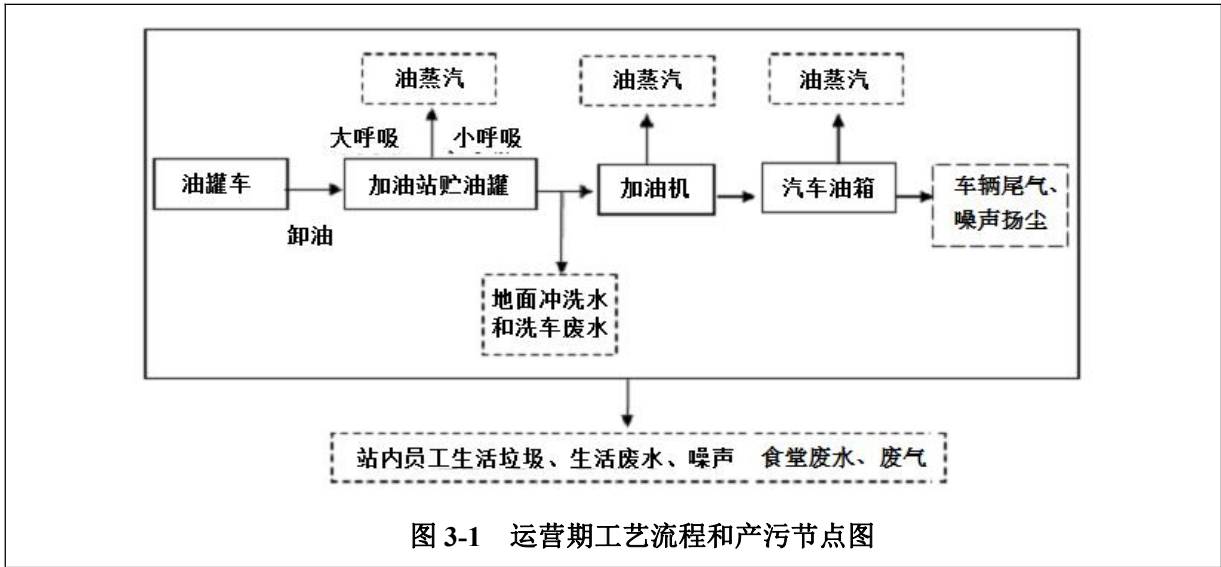 油蒸汽
油蒸汽
油蒸汽
大呼吸
小呼吸
油罐车
加油站贮油罐
加油机
汽车油箱
车辆尾气、
噪声扬尘
卸油
地面冲洗水
和洗车废水
站内员工生活垃圾、生活废水、噪声 食堂废水、废气
图 3-1 运营期工艺流程和产污节点图